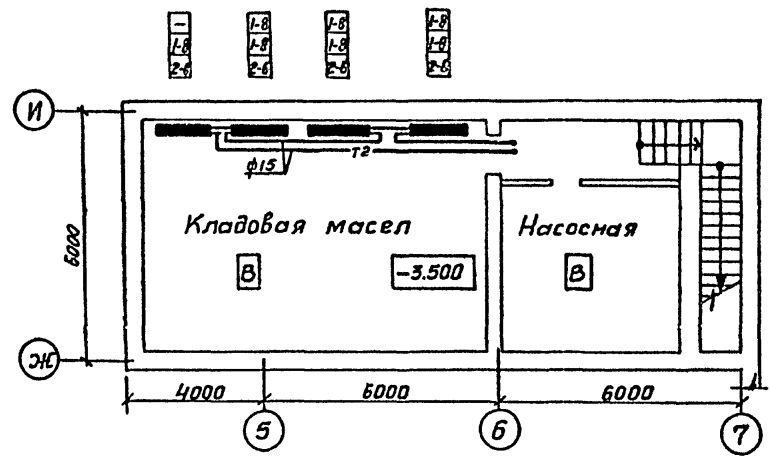 — 1-8 1-8 1-8
1-8 1-8 1-8 1-8
2-6 2-6 2-6 2-6
И
Т2
ф15
6000
Кладовая масел
Насосная
В
-3.500
В
Ж
4000
6000
6000
5
6
7